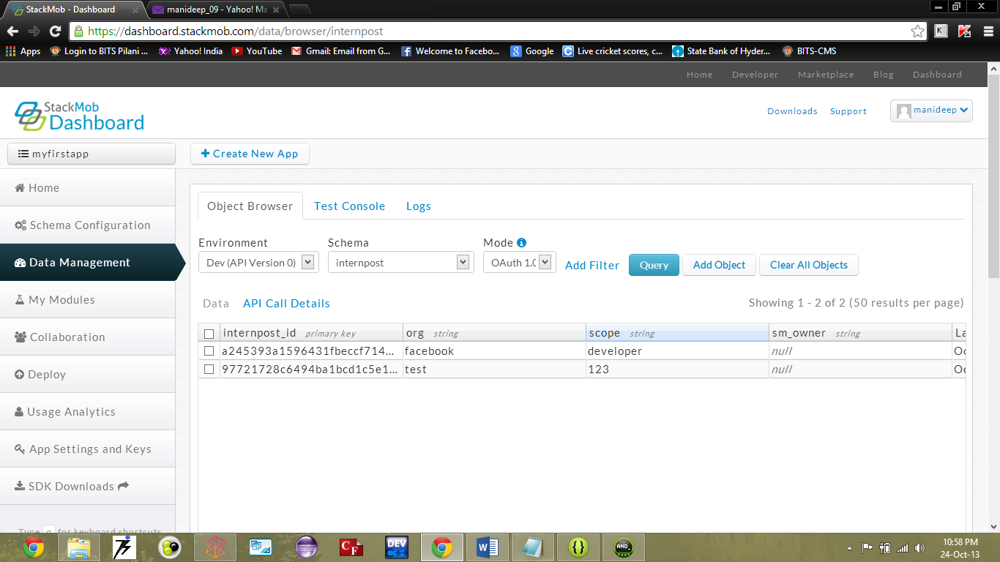 StackMob - Dashboard manideep_09 - Yahoo! Ma
https://dashboard.stackmob.com/data/browser/internpost
Apps Login to BITS Pilani ... Yahoo! India YouTube Gmail: Email from G... Welcome to Facebo... Google Live cricket scores, c... State Bank of Hyder... BITS-CMS
Home Developer Marketplace Blog Dashboard
StackMob
Dashboard
Downloads Support manideep
myfirstapp
+ Create New App
Home
Schema Configuration
Data Management
My Modules
Collaboration
Deploy
Usage Analytics
App Settings and Keys
SDK Downloads
Type g for keyboard shortcuts
Object Browser Test Console Logs
Environment Schema Mode
Dev (API Version 0) internpost OAuth 1.0 Add Filter Query Add Object Clear All Objects
Data API Call Details Showing 1 - 2 of 2 (50 results per page)
internpost_id primary key org string scope string sm_owner string La
a245393a1596431fbeccf714... facebook developer null Oc
97721728c6494ba1bcd1c5e1... test 123 null Oc
CF DEV C++ W AND
10:58 PM
24-Oct-13